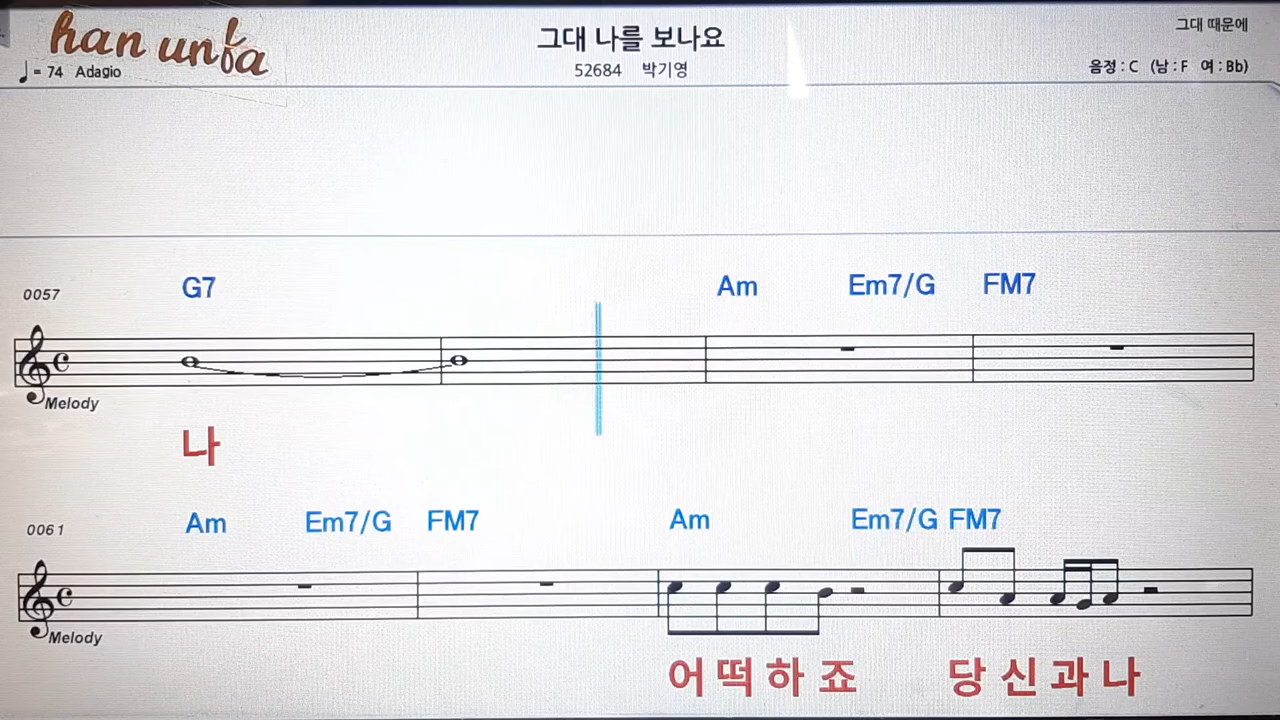 han unfa
그대 나를 보나요
그대 때문에
♩= 74 Adagio
52684 박기영
음정 : C (남 : F 여 : Bb)
G7 Am Em7/G FM7
0057
Melody
나
Am Em7/G FM7 Am Em7/G FM7
0061
Melody
어 떡 하 죠 당 신 과 나